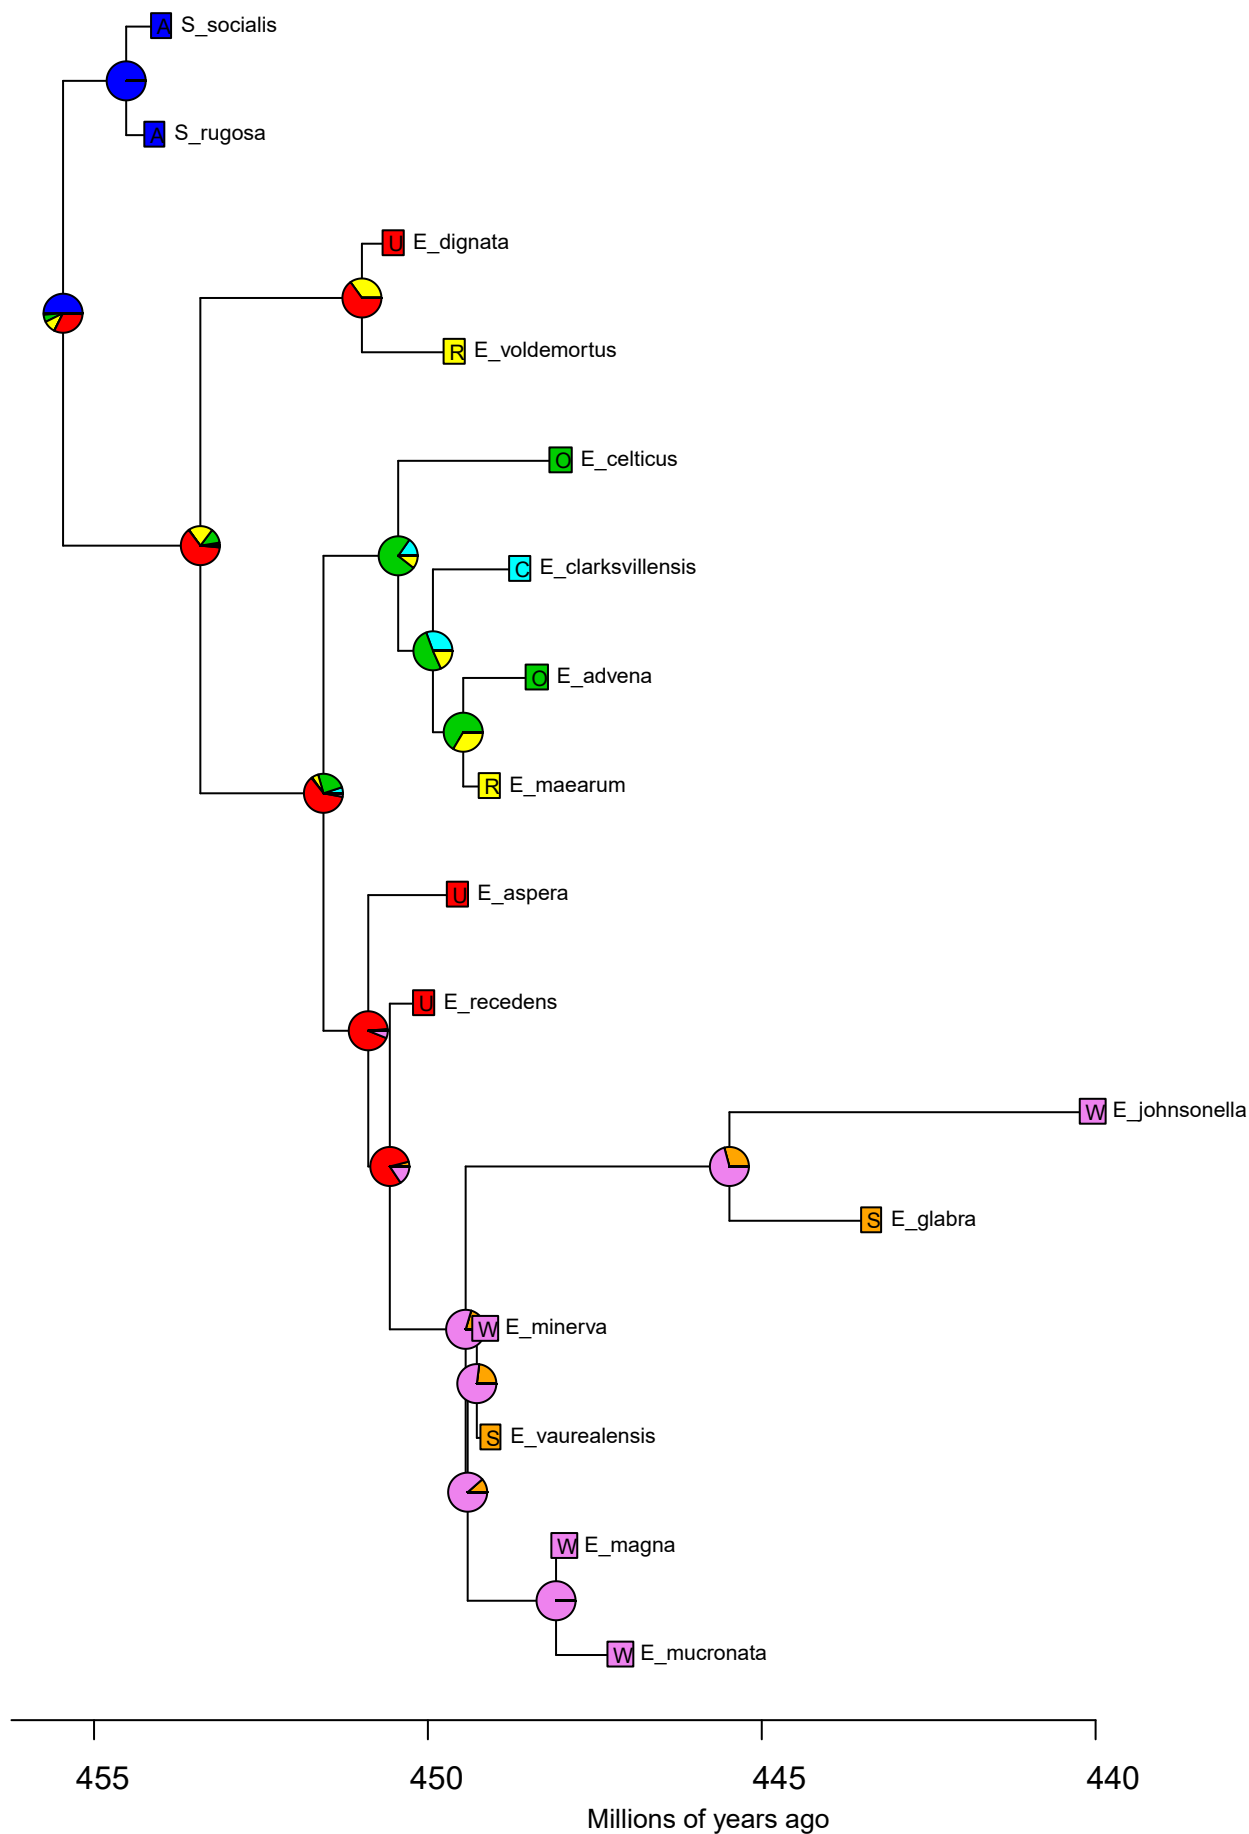 A S_socialis
A S_rugosa
U E_dignata
R E_voldemortus
O E_celticus
C E_clarksvillensis
O E_advena
R E_maearum
U E_aspera
U E_recedens
W E_johnsonella
S E_glabra
W E_minerva
S E_vaurealensis
W E_magna
W E_mucronata
455 450 445 440
Millions of years ago